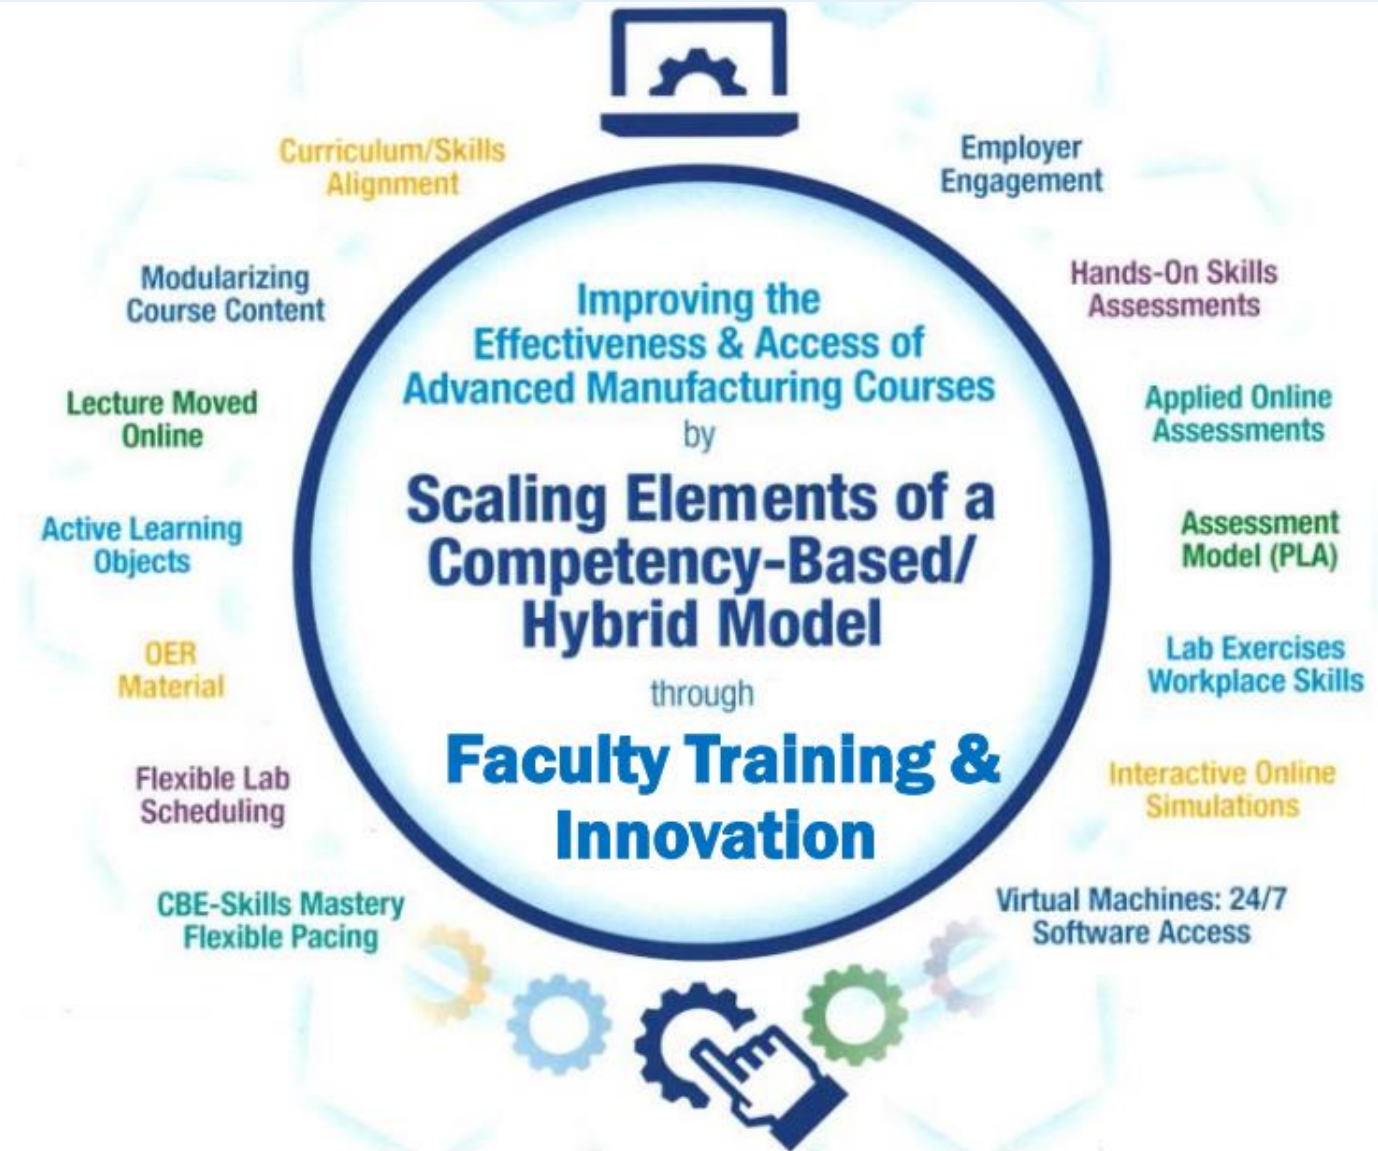 Curriculum/Skills
Alignment
Modularizing
Course Content
Lecture Moved
Online
Active Learning
Objects
OER
Material
Flexible Lab
Scheduling
CBE-Skills Mastery
Flexible Pacing
Improving the
Effectiveness & Access of
Advanced Manufacturing Courses
by
Scaling Elements of a
Competency-Based/
Hybrid Model
through
Faculty Training &
Innovation
Employer
Engagement
Hands-On Skills
Assessments
Applied Online
Assessments
Assessment
Model (PLA)
Lab Exercises
Workplace Skills
Interactive Online
Simulations
Virtual Machines: 24/7
Software Access